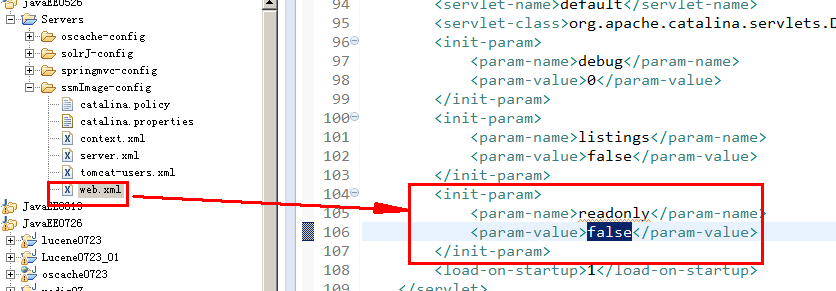 javaEE0526
Servers
oscache-config
solrJ-config
springmvc-config
ssmImage-config
catalina.policy
catalina.properties
context.xml
server.xml
tomcat-users.xml
web.xml
JavaEE0613
JavaEE0726
lucene0723
Lucene0723_01
oscache0723
94 <servlet-name>default</servlet-name>
95 <servlet-class>org.apache.catalina.servlets.D
96 <init-param>
97 <param-name>debug</param-name>
98 <param-value>0</param-value>
99 </init-param>
100 <init-param>
101 <param-name>listings</param-name>
102 <param-value>false</param-value>
103 </init-param>
104 <init-param>
105 <param-name>readonly</param-name>
106 <param-value>false</param-value>
107 </init-param>
108 <load-on-startup>1</load-on-startup>
109 </servlet>